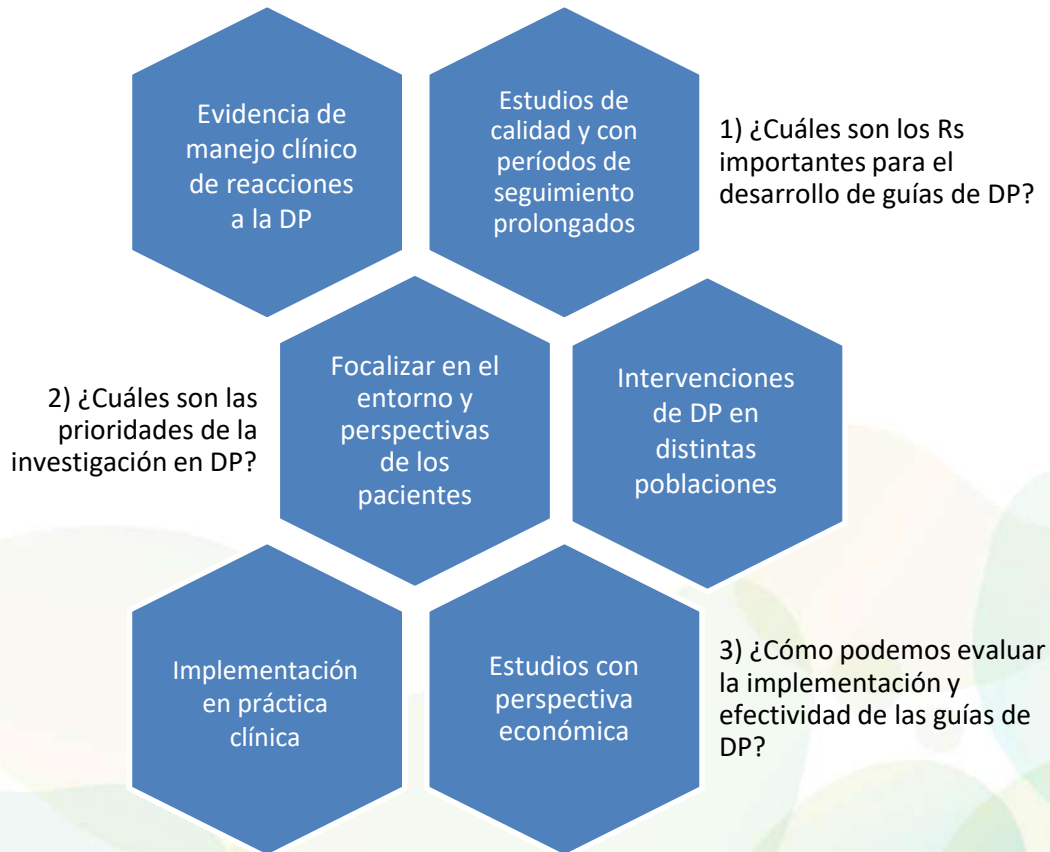 Evidencia de
manejo clínico
de reacciones
a la DP
Estudios de
calidad y con
períodos de
seguimiento
prolongados
1) ¿Cuáles son los Rs
importantes para el
desarrollo de guías de DP?
2) ¿Cuáles son las
prioridades de la
investigación en DP?
Focalizar en el
entorno y
perspectivas
de los
pacientes
Intervenciones
de DP en
distintas
poblaciones
Implementación
en práctica
clínica
Estudios con
perspectiva
económica
3) ¿Cómo podemos evaluar
la implementación y
efectividad de las guías de
DP?